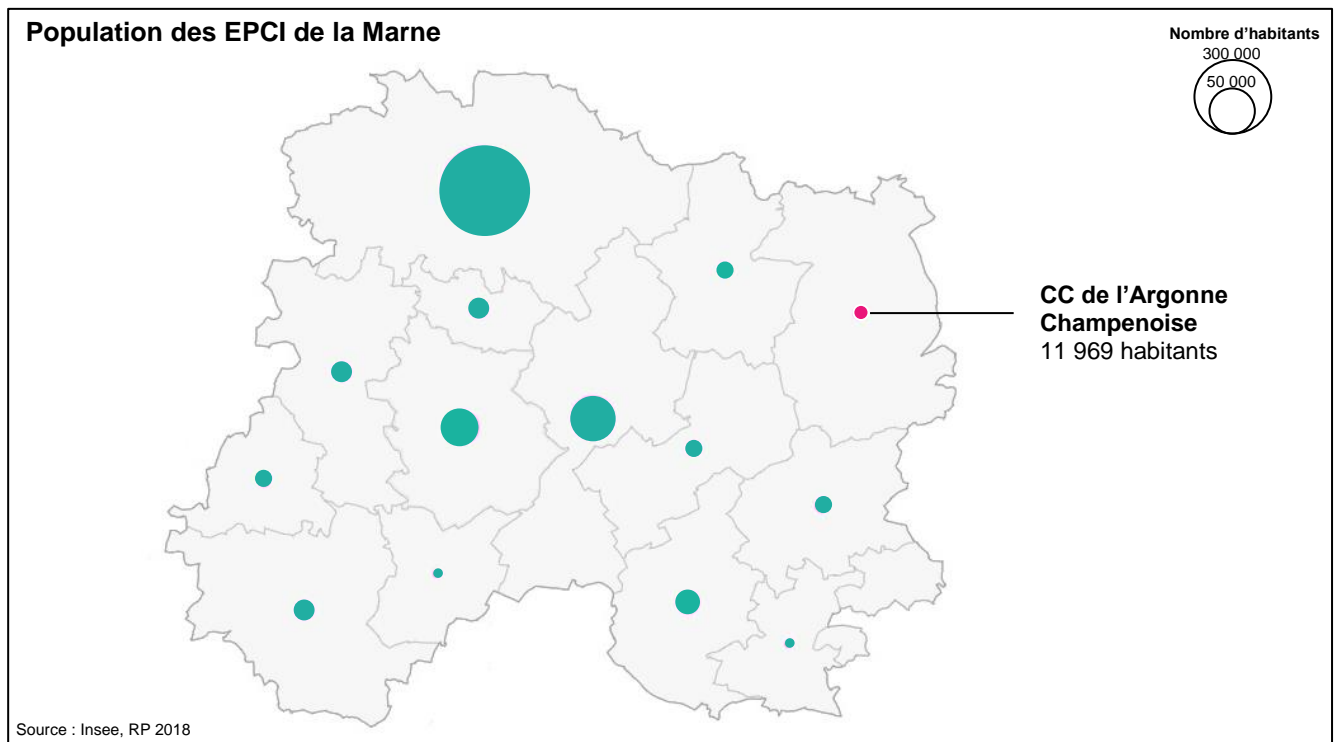 Population des EPCI de la Marne
Nombre d’habitants
300 000
50 000
CC de l’Argonne
Champenoise
11 969 habitants
Source : Insee, RP 2018